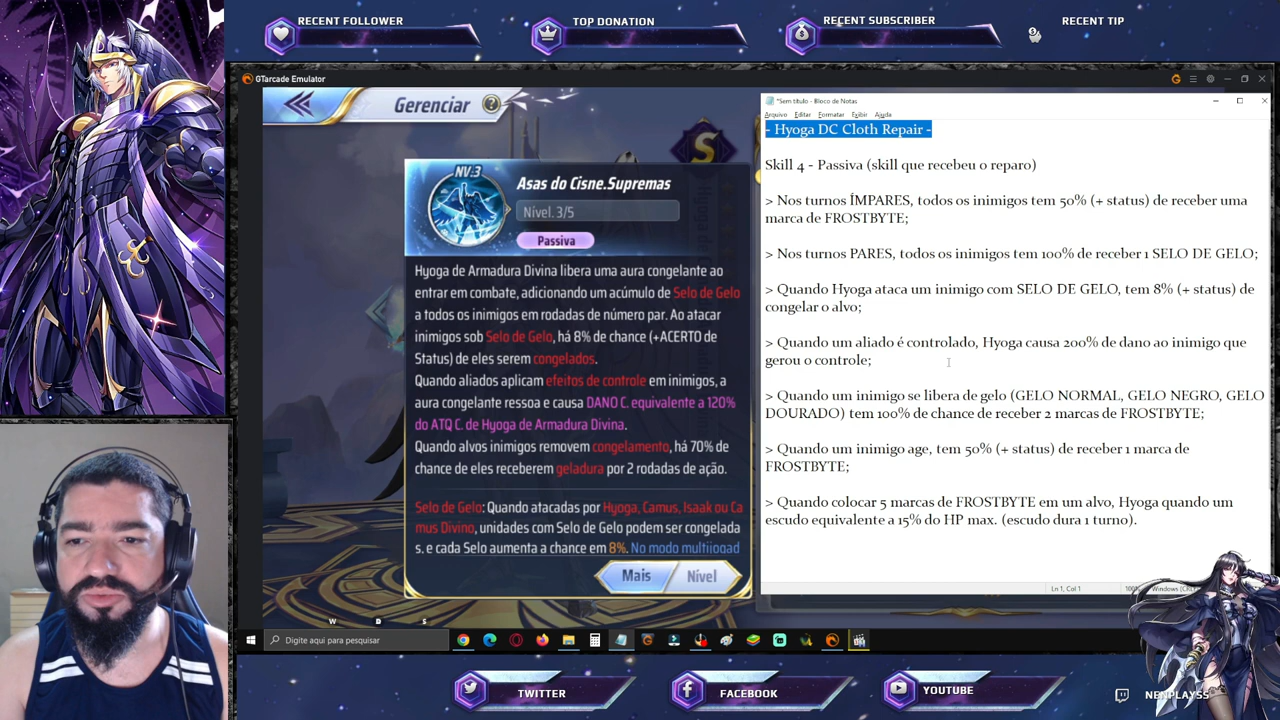 RECENT FOLLOWER
TOP DONATION
RECENT SUBSCRIBER
RECENT TIP
GTarcade Emulator
Gerenciar ?
S
NV.3
Asas do Cisne.Supremas
Nível. 3/5
Passiva
Hyoga de Armadura Divina libera uma aura congelante ao
entrar em combate, adicionando um acúmulo de Selo de Gelo
a todos os inimigos em rodadas de número par. Ao atacar
inimigos sob Selo de Gelo, há 8% de chance (+ACERTO de
Status) de eles serem congelados.
Quando aliados aplicam efeitos de controle em inimigos, a
aura congelante ressoa e causa DANO C. equivalente a 120%
do ATQ C. de Hyoga de Armadura Divina.
Quando alvos inimigos removem congelamento, há 70% de
chance de eles receberem geladura por 2 rodadas de ação.
Selo de Gelo: Quando atacadas por Hyoga, Camus, Isaak ou Ca
mus Divino, unidades com Selo de Gelo podem ser congelada
s, e cada Selo aumenta a chance em 8%. No modo multijogad
Mais
Nível
*Sem título - Bloco de Notas
Arquivo Editar Formatar Exibir Ajuda
- Hyoga DC Cloth Repair -
Skill 4 - Passiva (skill que recebeu o reparo)
> Nos turnos ÍMPARES, todos os inimigos tem 50% (+ status) de receber uma
marca de FROSTBYTE;
> Nos turnos PARES, todos os inimigos tem 100% de receber 1 SELO DE GELO;
> Quando Hyoga ataca um inimigo com SELO DE GELO, tem 8% (+ status) de
congelar o alvo;
> Quando um aliado é controlado, Hyoga causa 200% de dano ao inimigo que
gerou o controle;
> Quando um inimigo se libera de gelo (GELO NORMAL, GELO NEGRO, GELO
DOURADO) tem 100% de chance de receber 2 marcas de FROSTBYTE;
> Quando um inimigo age, tem 50% (+ status) de receber 1 marca de
FROSTBYTE;
> Quando colocar 5 marcas de FROSTBYTE em um alvo, Hyoga quando um
escudo equivalente a 15% do HP max. (escudo dura 1 turno).
Ln 1, Col 1
W D S
Digite aqui para pesquisar
TWITTER
FACEBOOK
YOUTUBE
NENPLAYSS